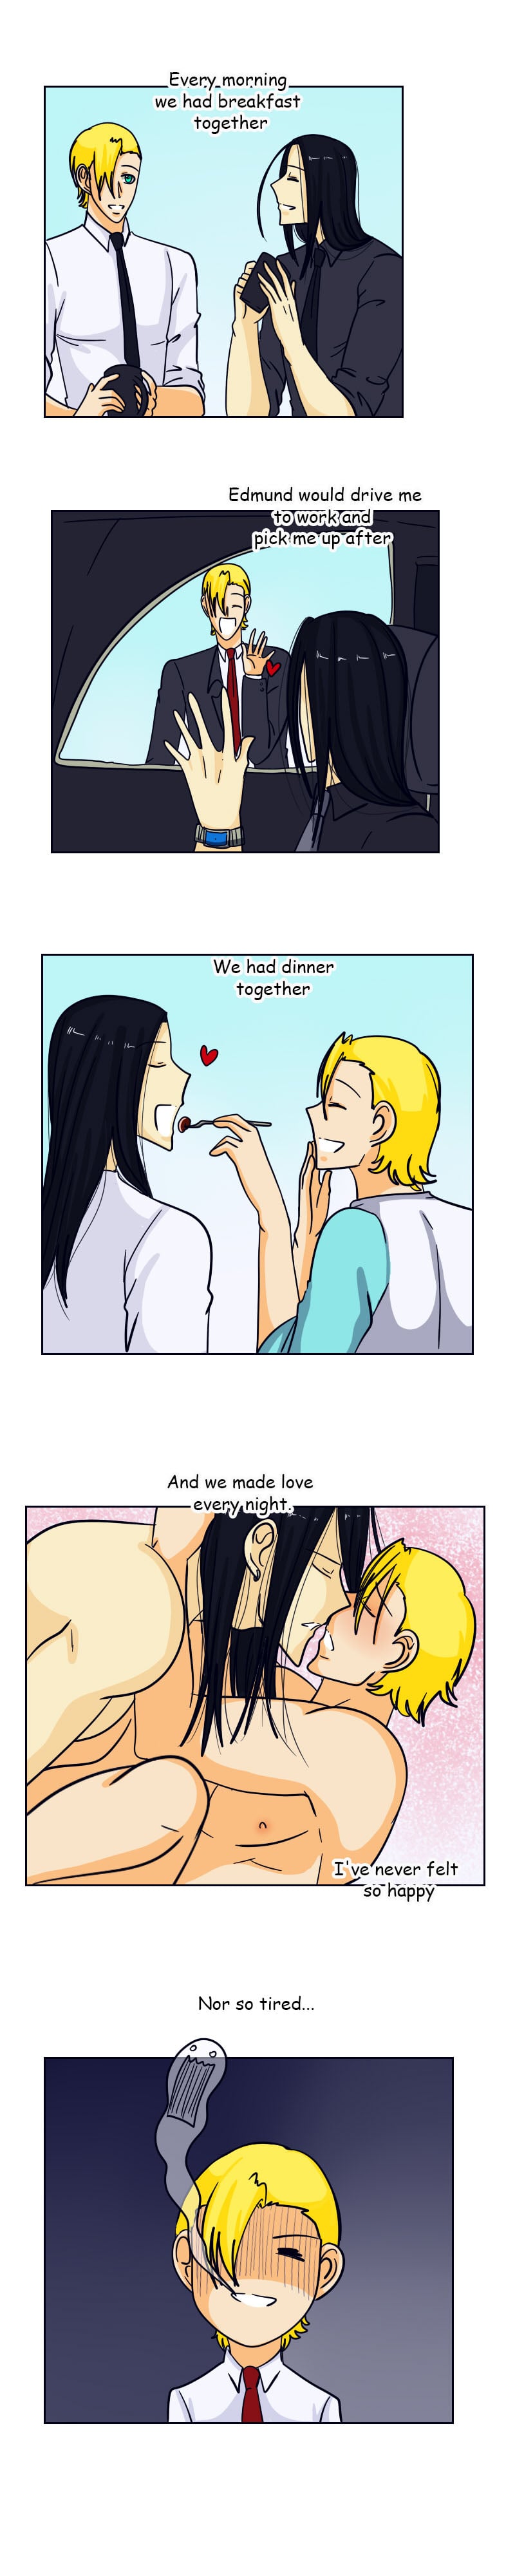 Every morning
we had breakfast
together
Edmund would drive me
to work and
pick me up after
We had dinner
together
And we made love
every night.
I've never felt
so happy
Nor so tired...